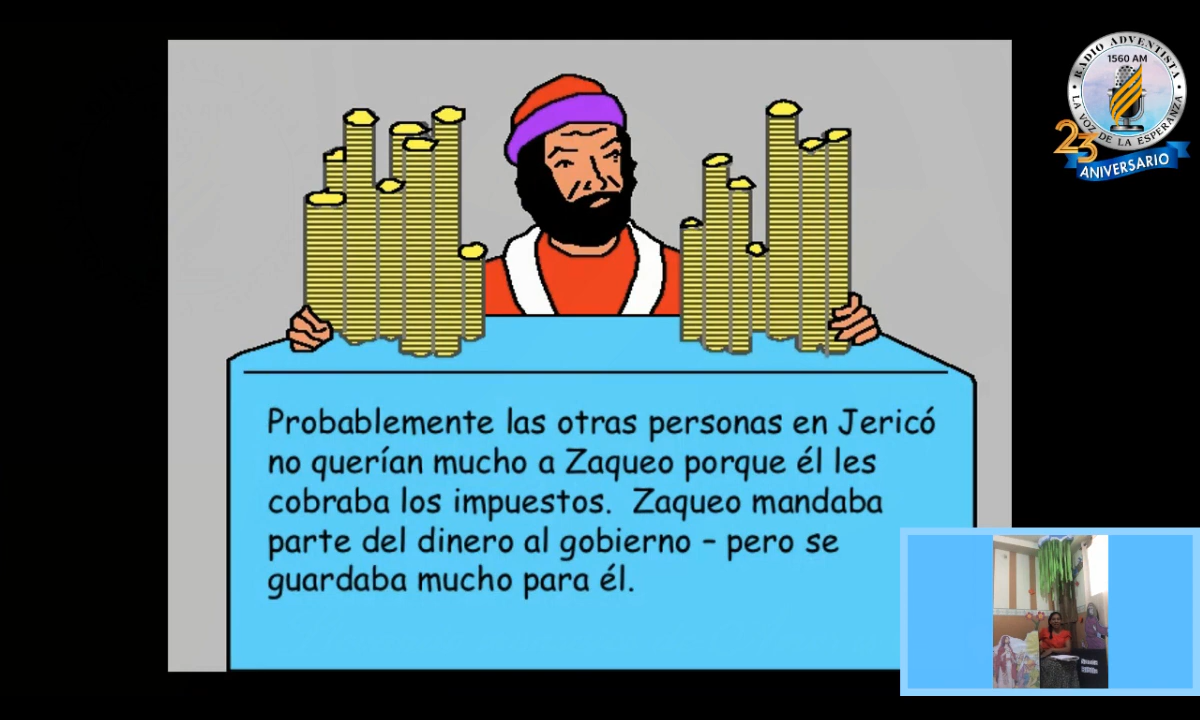 RADIO ADVENTISTA
1560 AM
LA VOZ DE LA ESPERANZA
23
ANIVERSARIO
Probablemente las otras personas en Jericó
no querían mucho a Zaqueo porque él les
cobraba los impuestos. Zaqueo mandaba
parte del dinero al gobierno – pero se
guardaba mucho para él.